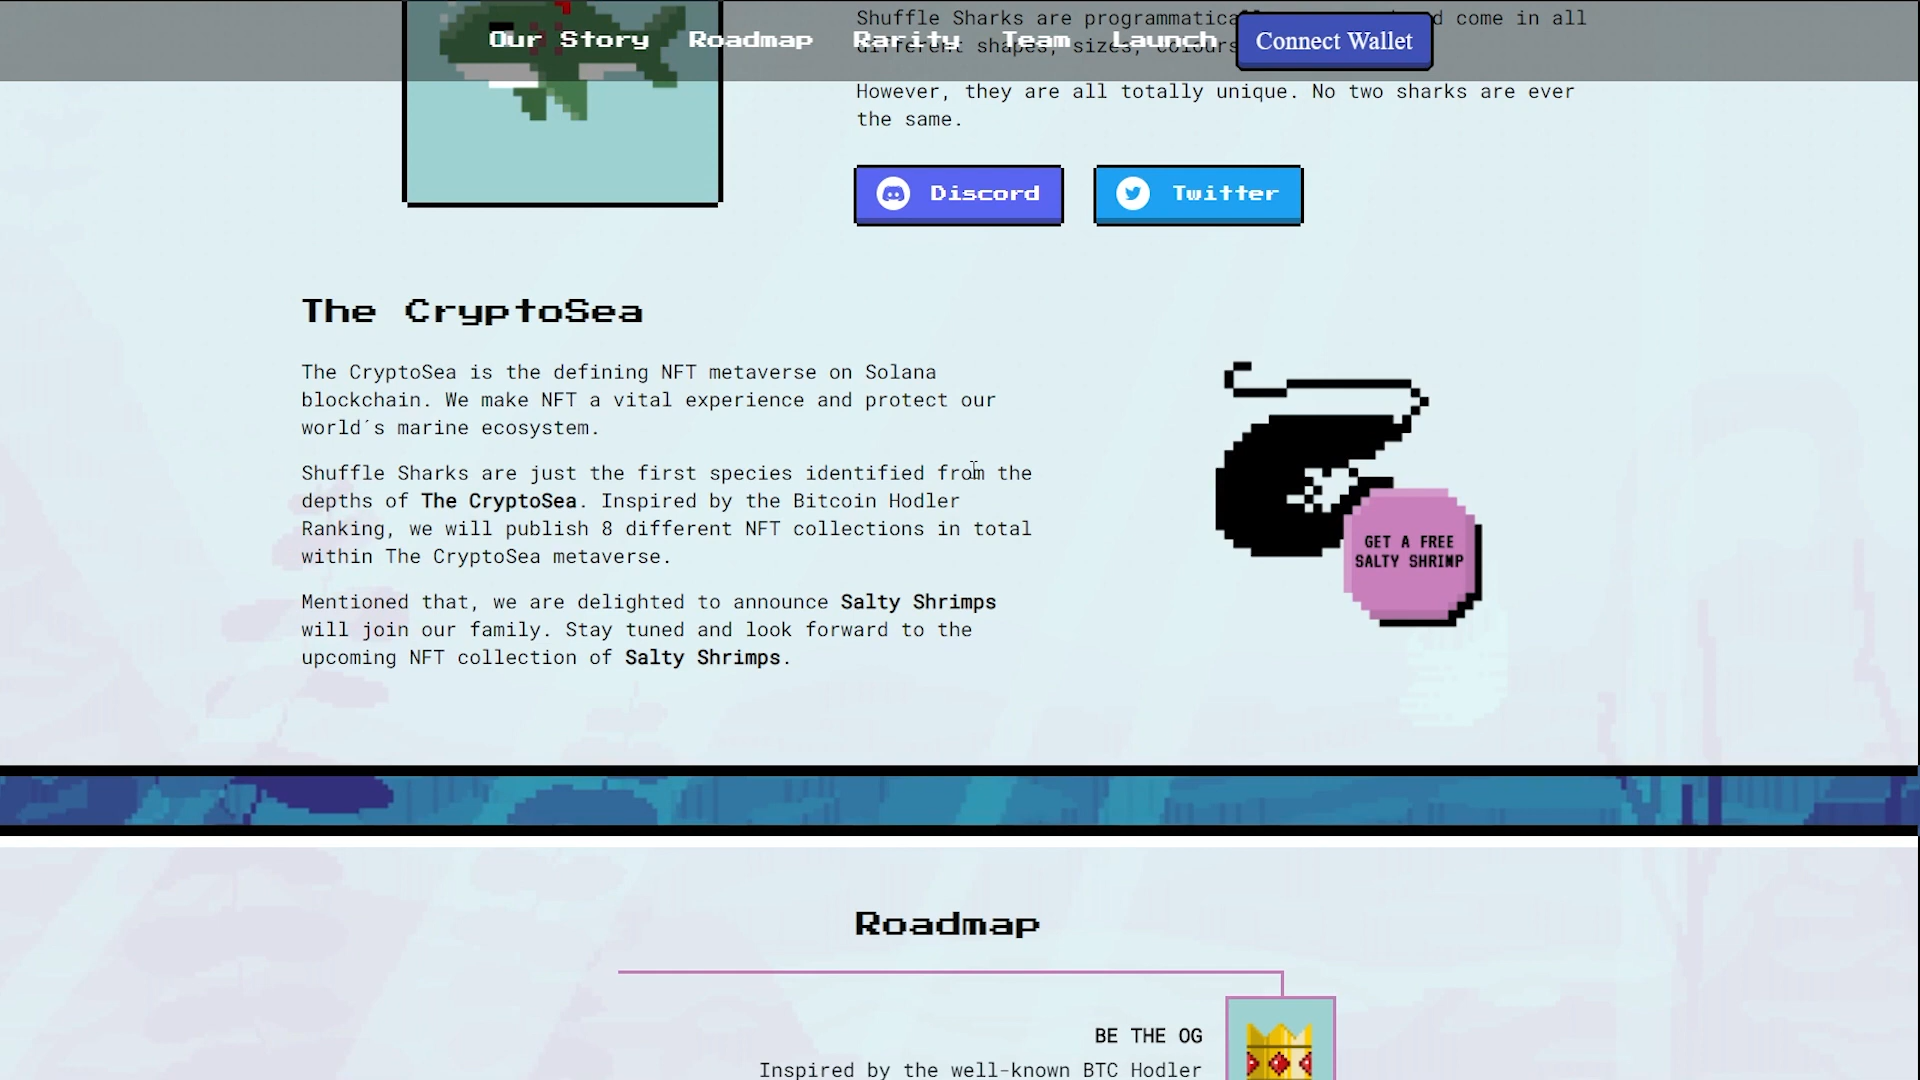 Shuffle Sharks are come in all
different shapes, sizes, colours
Our Story Roadmap Rarity Team Launch Connect Wallet
However, they are all totally unique. No two sharks are ever
the same.
Discord Twitter
The CryptoSea
The CryptoSea is the defining NFT metaverse on Solana
blockchain. We make NFT a vital experience and protect our
world´s marine ecosystem.
Shuffle Sharks are just the first species identified from the
depths of The CryptoSea. Inspired by the Bitcoin Hodler
Ranking, we will publish 8 different NFT collections in total
within The CryptoSea metaverse.
Mentioned that, we are delighted to announce Salty Shrimps
will join our family. Stay tuned and look forward to the
upcoming NFT collection of Salty Shrimps.
GET A FREE
SALTY SHRIMP
Roadmap
BE THE OG
Inspired by the well-known BTC Hodler